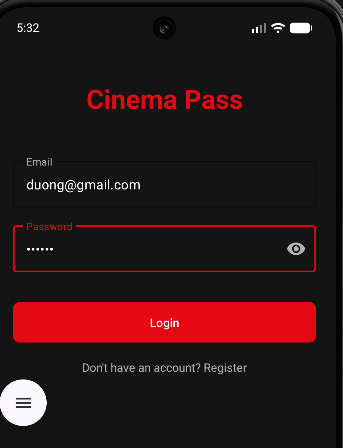 5:32
Cinema Pass
Email
duong@gmail.com
Password
••••••
Login
Don't have an account? Register